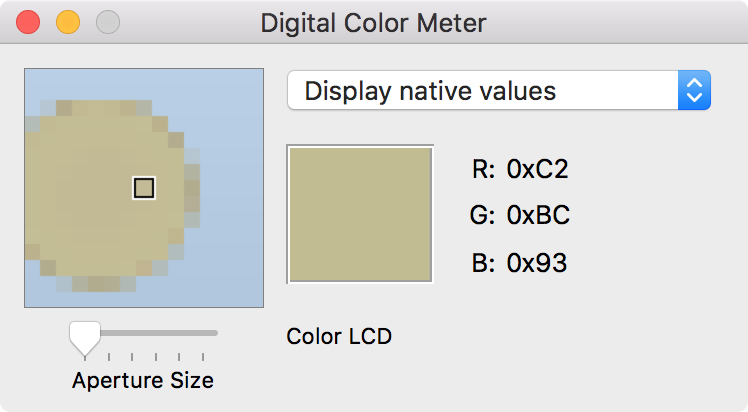 Digital Color Meter
Display native values
R: 0xC2
G: 0xBC
B: 0x93
Color LCD
Aperture Size